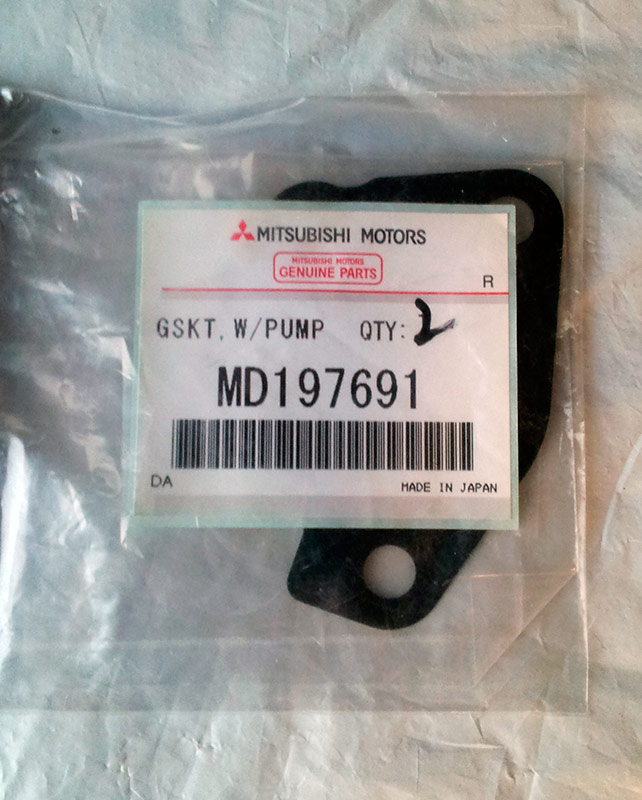 MITSUBISHI MOTORS
MITSUBISHI MOTORS
GENUINE PARTS
R
GSKT, W/PUMP QTY: 2
MD197691
DA MADE IN JAPAN